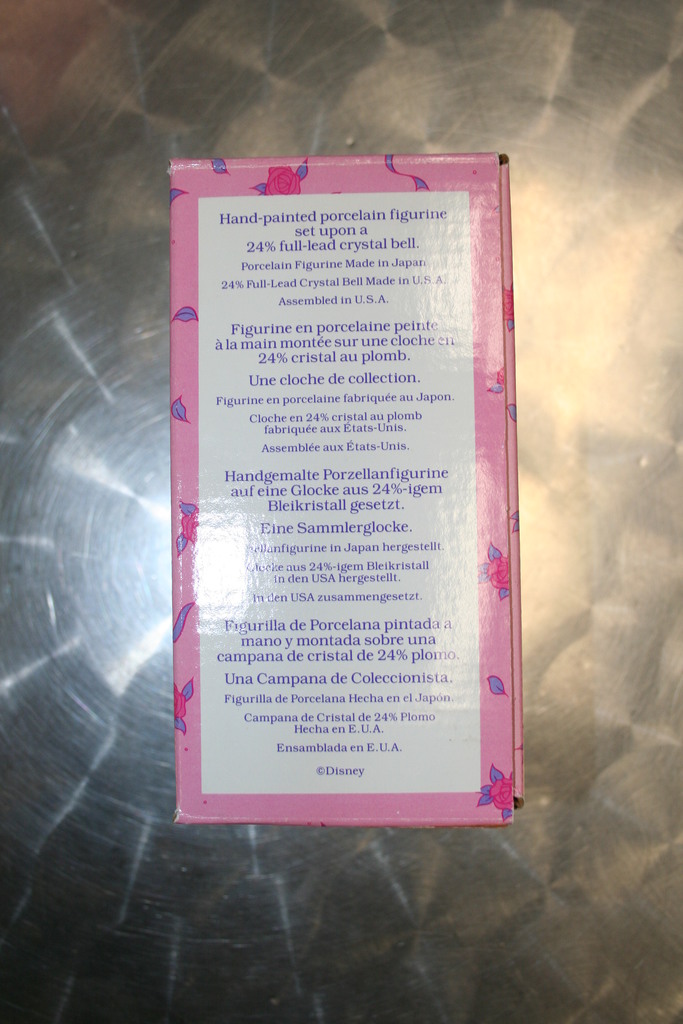 Hand-painted porcelain figurine
set upon a
24% full-lead crystal bell.
Porcelain Figurine Made in Japan
24% Full-Lead Crystal Bell Made in U.S.A.
Assembled in U.S.A.
Figurine en porcelaine peinte
à la main montée sur une cloche en
24% cristal au plomb.
Une cloche de collection.
Figurine en porcelaine fabriquée au Japon.
Cloche en 24% cristal au plomb
fabriquée aux États-Unis.
Assemblée aux États-Unis.
Handgemalte Porzellanfigurine
auf eine Glocke aus 24%-igem
Bleikristall gesetzt.
Eine Sammlerglocke.
in Japan hergestellt.
Glocke aus 24%-igem Bleikristall
in den USA hergestellt.
In den USA zusammengesetzt.
Figurilla de Porcelana pintada a
mano y montada sobre una
campana de cristal de 24% plomo.
Una Campana de Coleccionista.
Figurilla de Porcelana Hecha en el Japón.
Campana de Cristal de 24% Plomo
Hecha en E.U.A.
Ensamblada en E.U.A.
©Disney